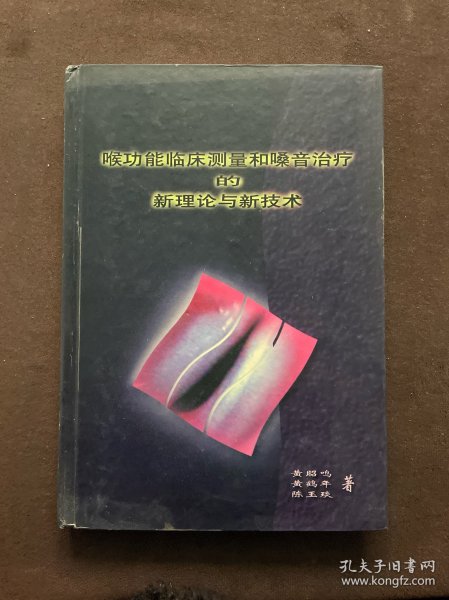 喉功能临床测量和嗓音治疗
的
新理论与新技术
黄昭鸣
黄鹤年
陈玉琰
著
孔夫子旧书网
www.kongfz.com